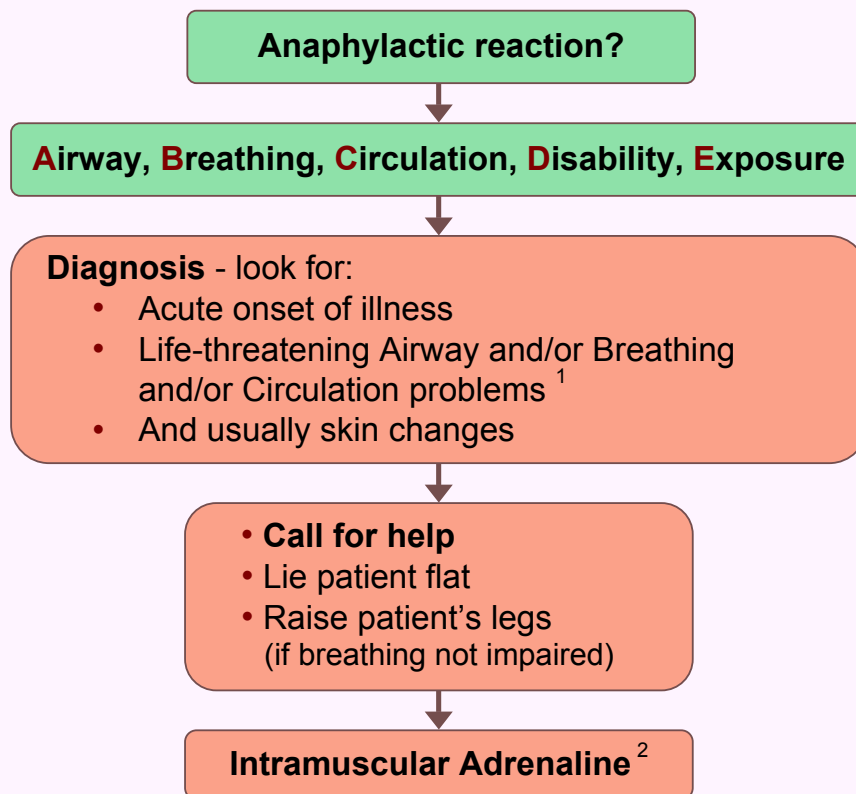 Anaphylactic reaction?
Airway, Breathing, Circulation, Disability, Exposure
Diagnosis - look for:
• Acute onset of illness
• Life-threatening Airway and/or Breathing
and/or Circulation problems 1
• And usually skin changes
• Call for help
• Lie patient flat
• Raise patient's legs
(if breathing not impaired)
Intramuscular Adrenaline 2